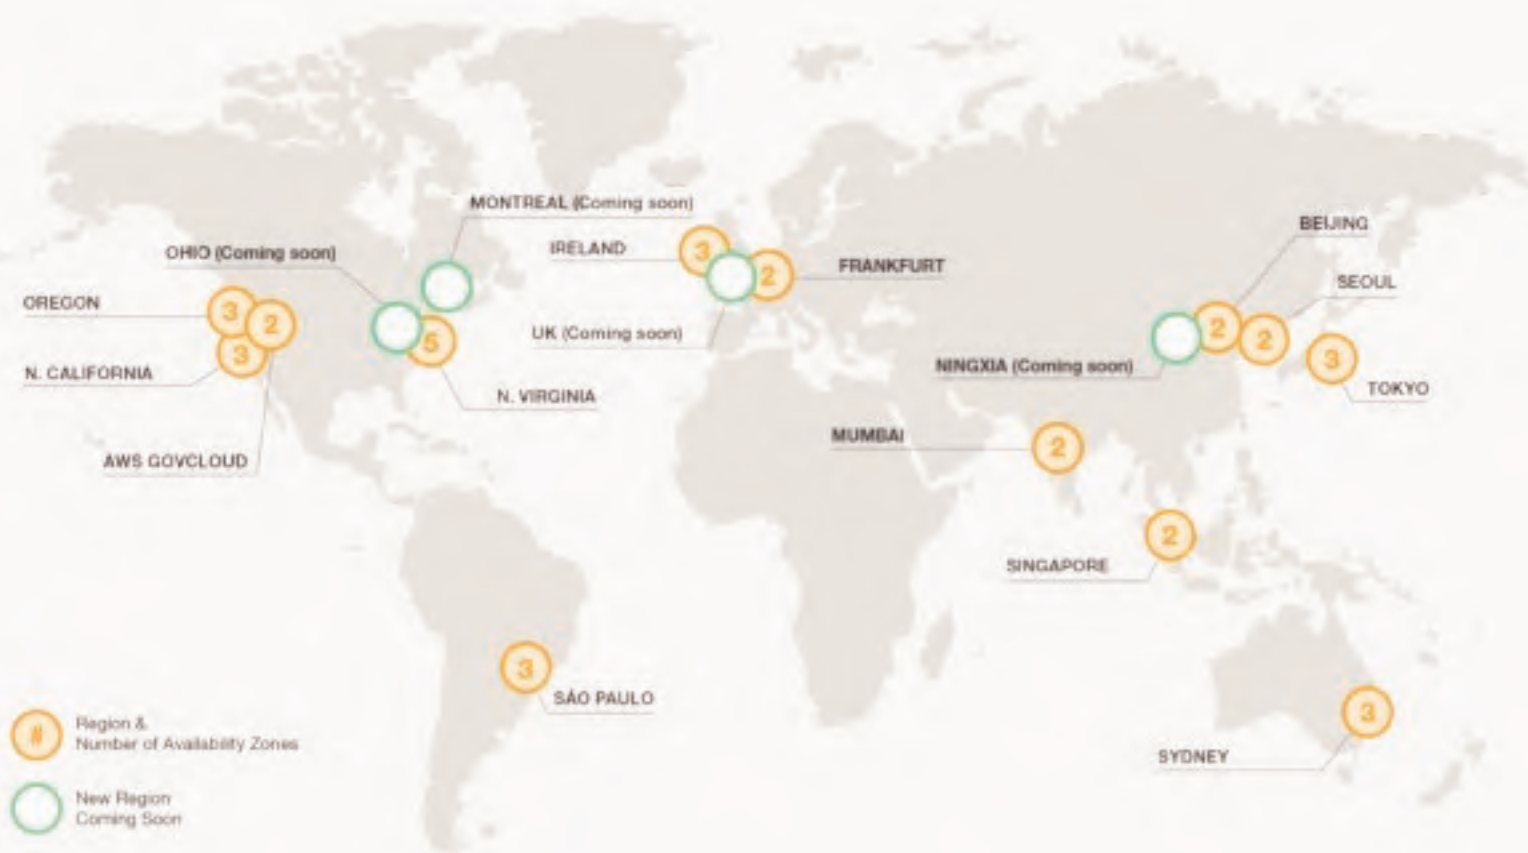 MONTREAL (Coming soon)
BEIJING
IRELAND
OHIO (Coming soon)
3
2
FRANKFURT
SEOUL
OREGON
3
2
5
UK (Coming soon)
2
2
3
N. CALIFORNIA
3
NINGXIA (Coming soon)
TOKYO
N. VIRGINIA
MUMBAI
2
AWS GOVCLOUD
2
SINGAPORE
3
SÃO PAULO
3
SYDNEY
#
Region &
Number of Availability Zones
New Region
Coming Soon